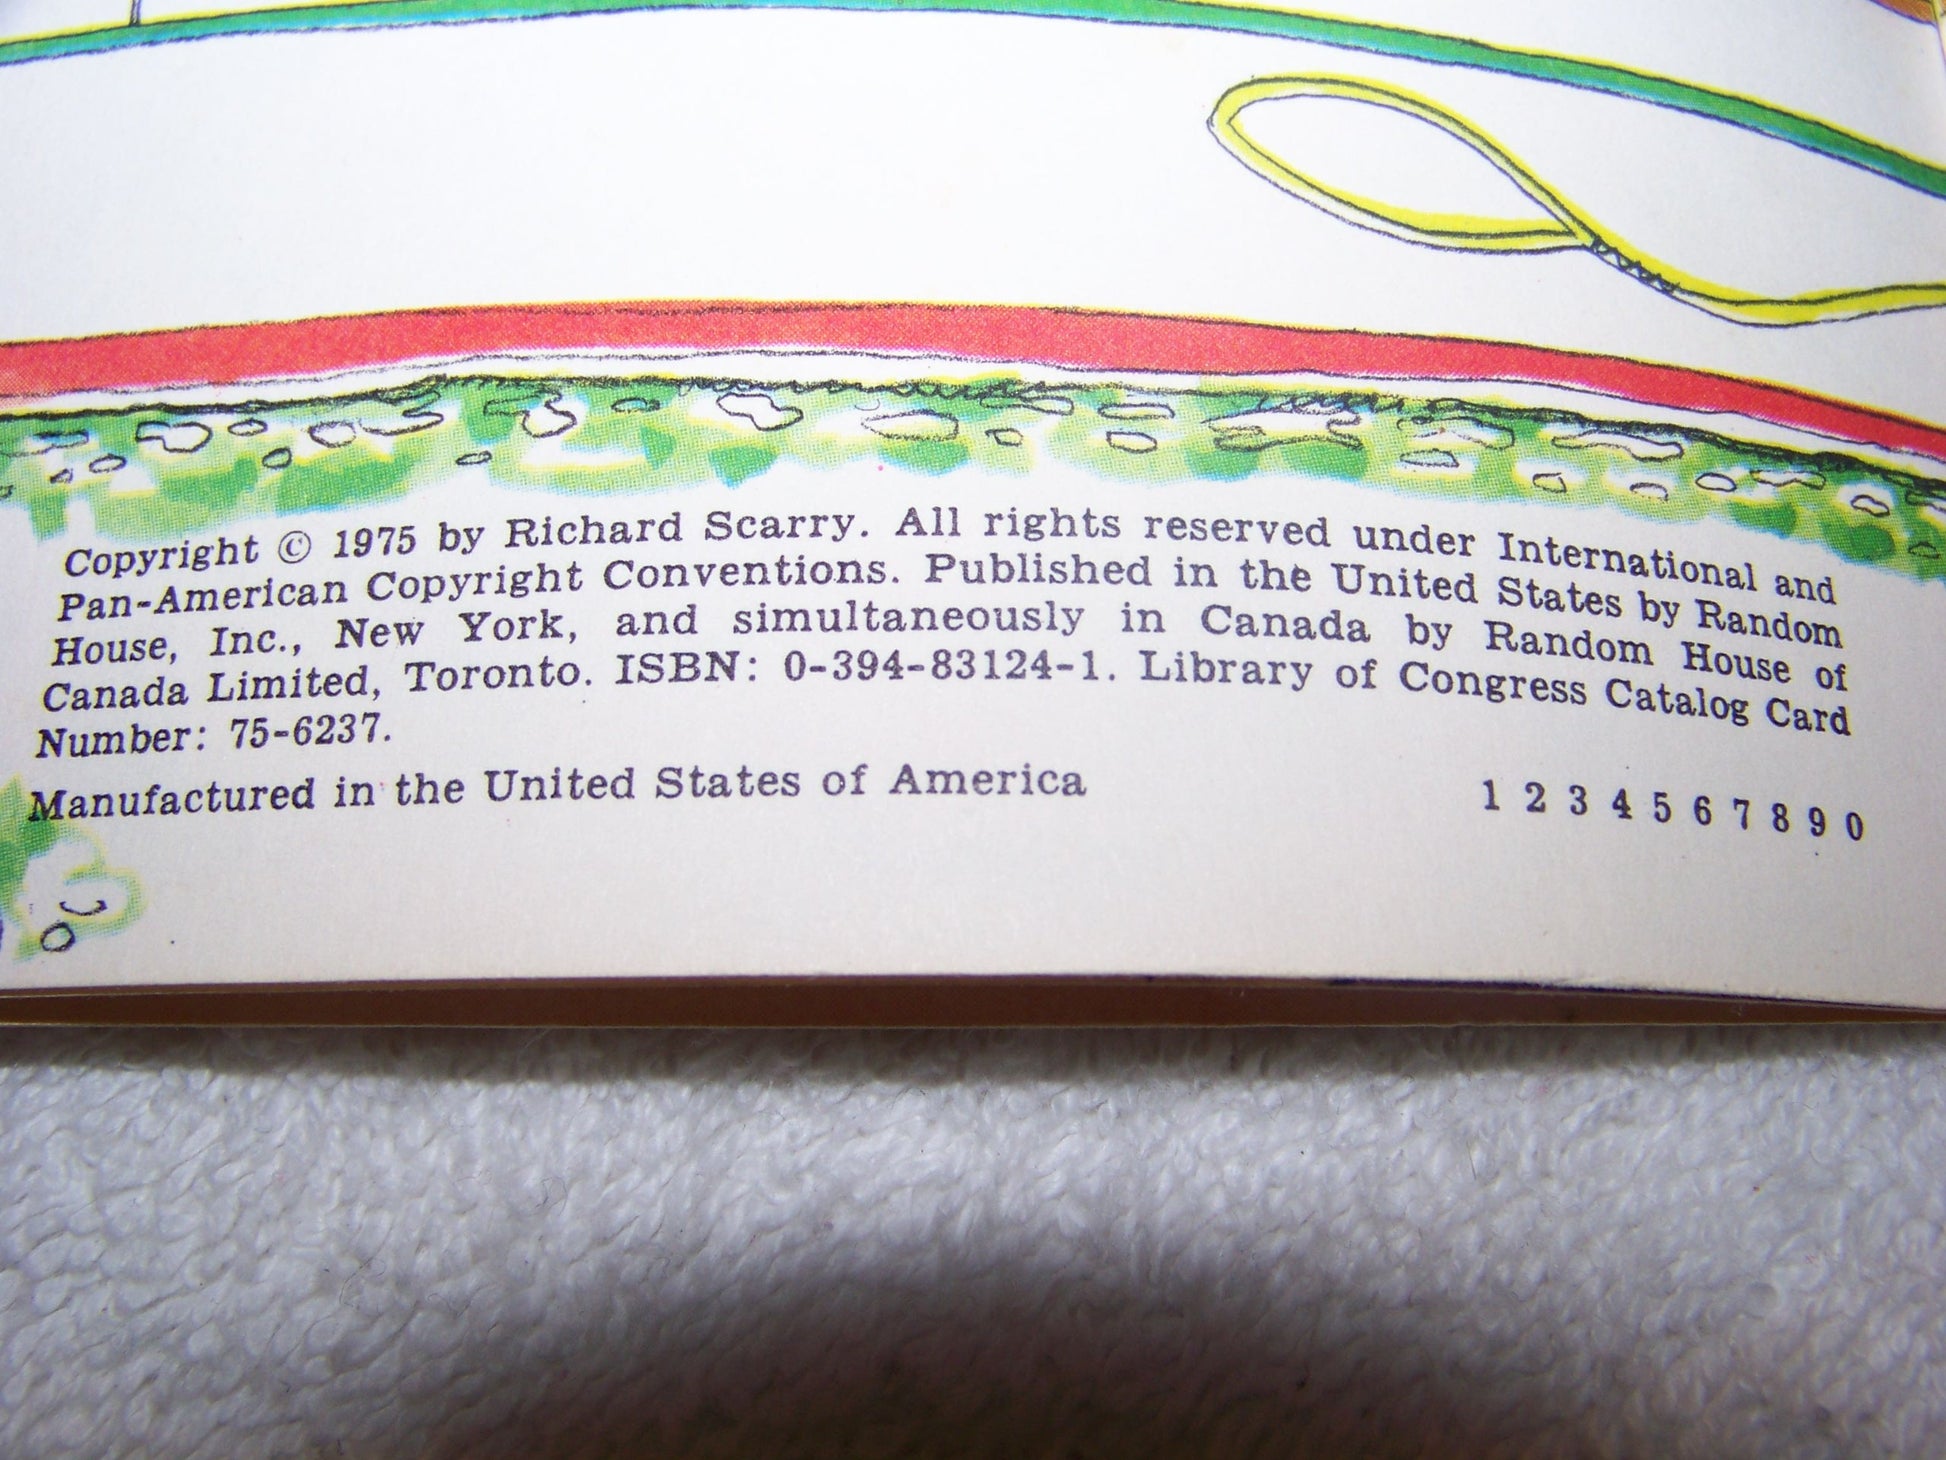 Copyright © 1975 by Richard Scarry. All rights reserved under International and
Pan-American Copyright Conventions. Published in the United States by Random
House, Inc., New York, and simultaneously in Canada by Random House of
Canada Limited, Toronto. ISBN: 0-394-83124-1. Library of Congress Catalog Card
Number: 75-6237.
Manufactured in the United States of America
1 2 3 4 5 6 7 8 9 0